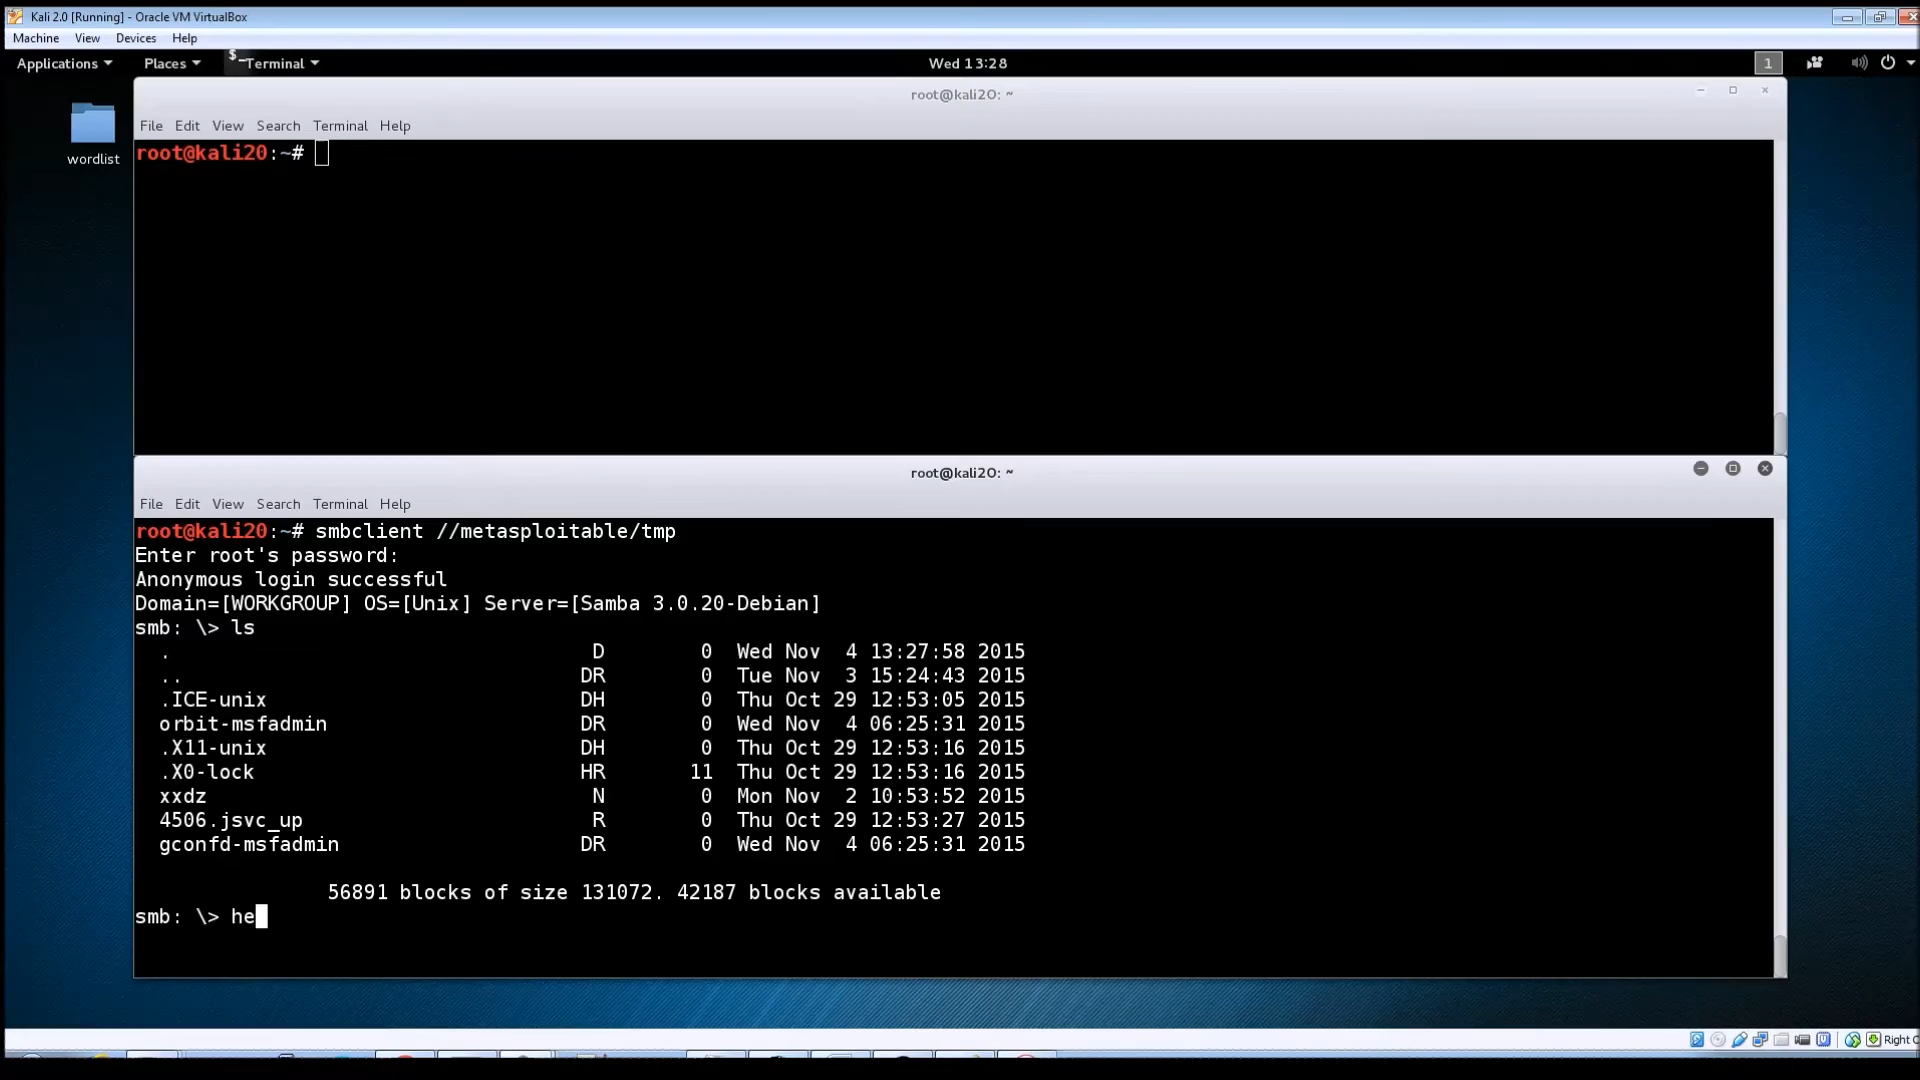 Kali 2.0 [Running] - Oracle VM VirtualBox
Machine View Devices Help
Applications Places $_Terminal Wed 13:28 1
wordlist
root@kali20: ~
File Edit View Search Terminal Help
root@kali20:~#
root@kali20: ~
File Edit View Search Terminal Help
root@kali20:~# smbclient //metasploitable/tmp
Enter root's password:
Anonymous login successful
Domain=[WORKGROUP] OS=[Unix] Server=[Samba 3.0.20-Debian]
smb: \> ls
. D 0 Wed Nov 4 13:27:58 2015
.. DR 0 Tue Nov 3 15:24:43 2015
.ICE-unix DH 0 Thu Oct 29 12:53:05 2015
orbit-msfadmin DR 0 Wed Nov 4 06:25:31 2015
.X11-unix DH 0 Thu Oct 29 12:53:16 2015
.X0-lock HR 11 Thu Oct 29 12:53:16 2015
xxdz N 0 Mon Nov 2 10:53:52 2015
4506.jsvc_up R 0 Thu Oct 29 12:53:27 2015
gconfd-msfadmin DR 0 Wed Nov 4 06:25:31 2015
56891 blocks of size 131072. 42187 blocks available
smb: \> he
Right C